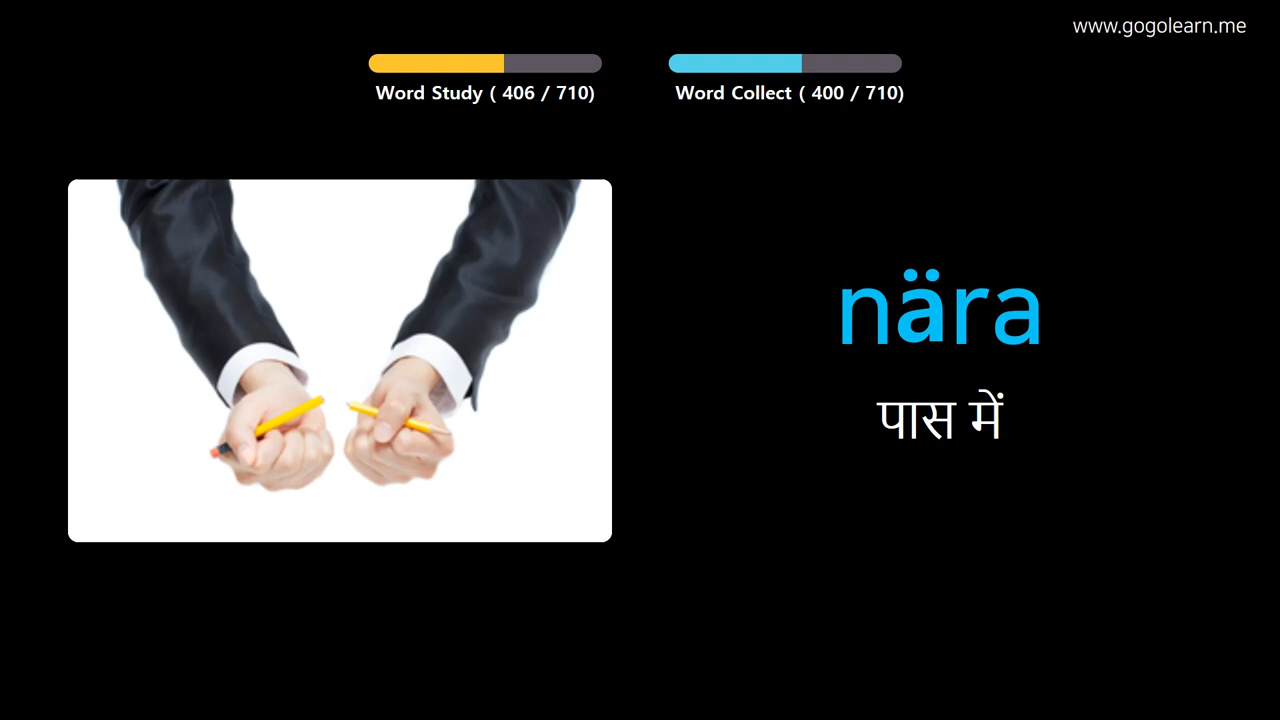 www.gogolearn.me
Word Study ( 406 / 710)
Word Collect ( 400 / 710)
nära
पास में